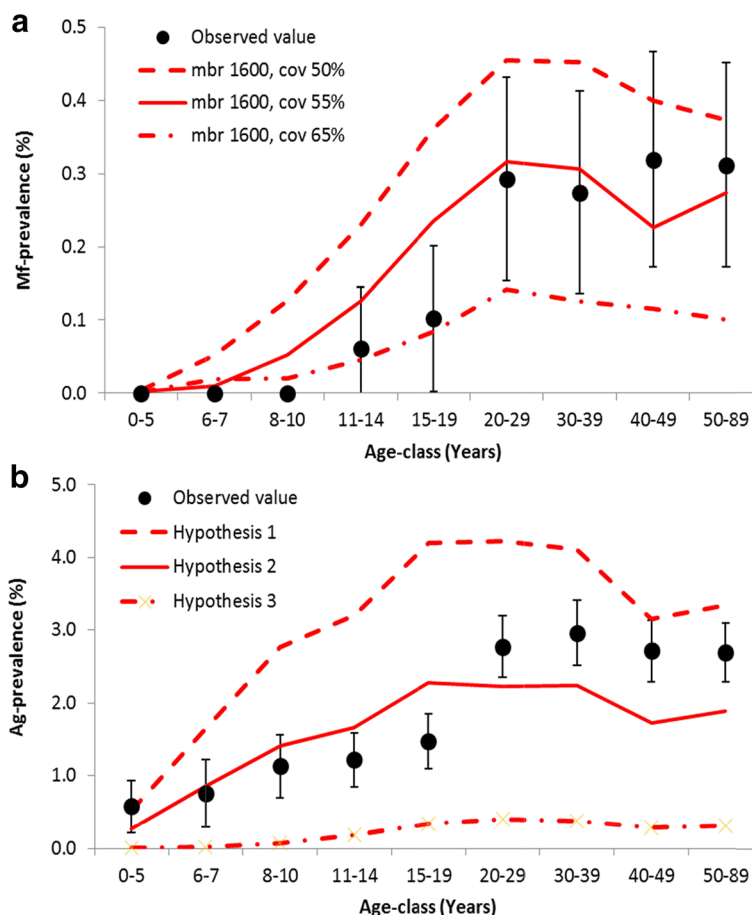 a
Observed value
mbr 1600, cov 50%
mbr 1600, cov 55%
mbr 1600, cov 65%
Mf-prevalence (%)
0.5
0.4
0.3
0.2
0.1
0.0
0-5 6-7 8-10 11-14 15-19 20-29 30-39 40-49 50-89
Age-class (Years)
b
Observed value
Hypothesis 1
Hypothesis 2
Hypothesis 3
Ag-prevalence (%)
5.0
4.0
3.0
2.0
1.0
0.0
0-5 6-7 8-10 11-14 15-19 20-29 30-39 40-49 50-89
Age-class (Years)